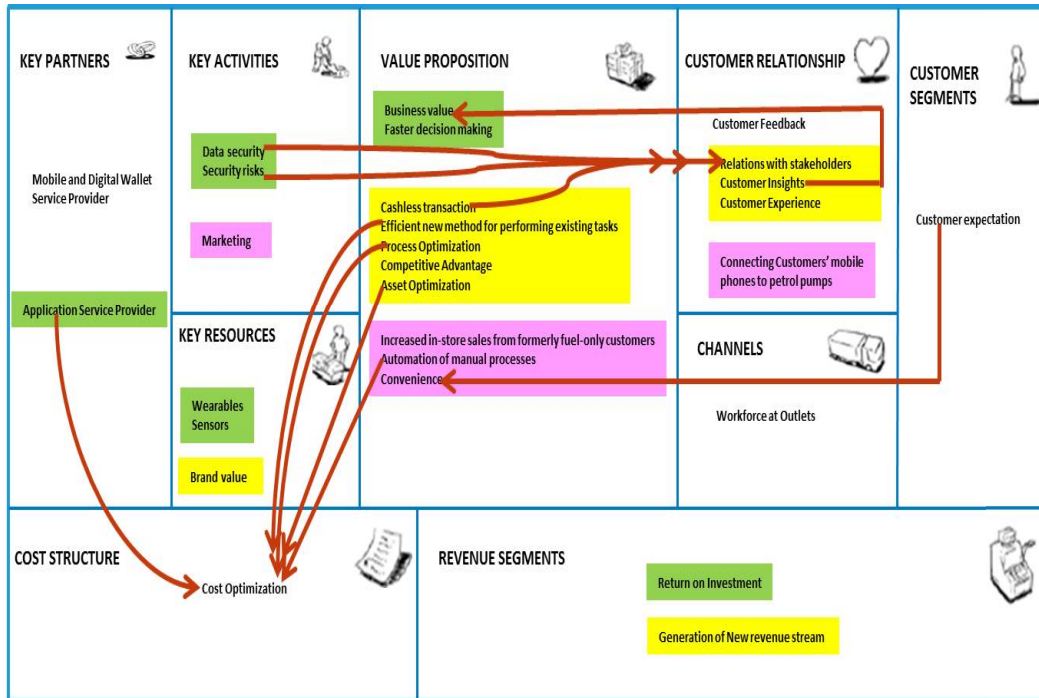 KEY PARTNERS
Mobile and Digital Wallet
Service Provider
Application Service Provider
KEY ACTIVITIES
Data security
Security risks
Marketing
KEY RESOURCES
Wearables
Sensors
Brand value
VALUE PROPOSITION
Business value
Faster decision making
Cashless transaction
Efficient new method for performing existing tasks
Process Optimization
Competitive Advantage
Asset Optimization
Increased in-store sales from formerly fuel-only customers
Automation of manual processes
Convenience
CUSTOMER RELATIONSHIP
Customer Feedback
Relations with stakeholders
Customer Insights
Customer Experience
Connecting Customers' mobile
phones to petrol pumps
CHANNELS
Workforce at Outlets
CUSTOMER
SEGMENTS
Customer expectation
COST STRUCTURE
Cost Optimization
REVENUE SEGMENTS
Return on Investment
Generation of New revenue stream